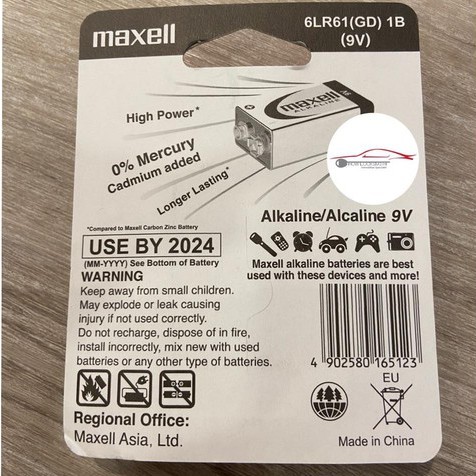 maxell
6LR61(GD) 1B
(9V)
High Power*
0% Mercury
Cadmium added
Longer Lasting*
maxell
ALKALINE
9V
*Compared to Maxell Carbon Zinc Battery
Alkaline/Alcaline 9V
USE BY 2024
(MM-YYYY) See Bottom of Battery
Maxell alkaline batteries are best
used with these devices and more!
WARNING
Keep away from small children.
May explode or leak causing
injury if not used correctly.
Do not recharge, dispose of in fire,
install incorrectly, mix new with used
batteries or any other type of batteries.
4 902580 165123
EU
Regional Office:
Maxell Asia, Ltd.
Made in China